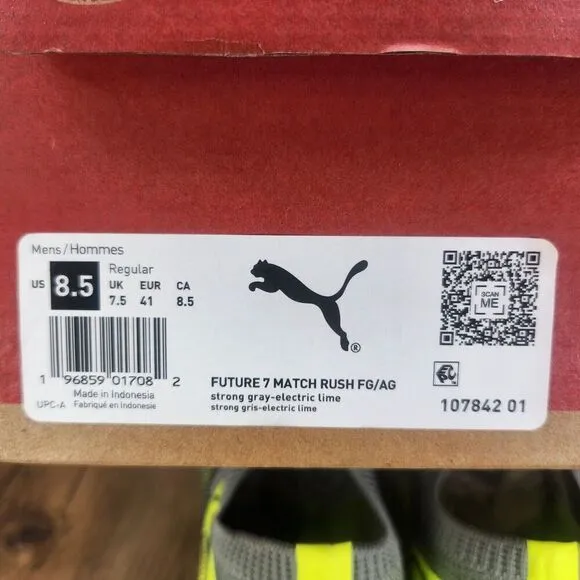 Mens/Hommes
US 8.5
Regular
UK EUR CA
7.5 41 8.5
SCAN
ME
®
1 96859 01708 2
Made in Indonesia
UPC-A Fabriqué en Indonesie
FUTURE 7 MATCH RUSH FG/AG
strong gray-electric lime
strong gris-electric lime
107842 01